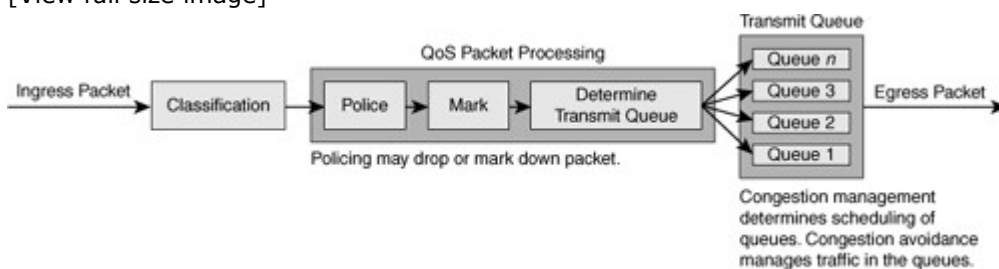 [View full size image]
Transmit Queue
QoS Packet Processing
Ingress Packet
Classification
Police
Mark
Determine
Transmit Queue
Queue n
Queue 3
Queue 2
Queue 1
Egress Packet
Policing may drop or mark down packet.
Congestion management
determines scheduling of
queues. Congestion avoidance
manages traffic in the queues.